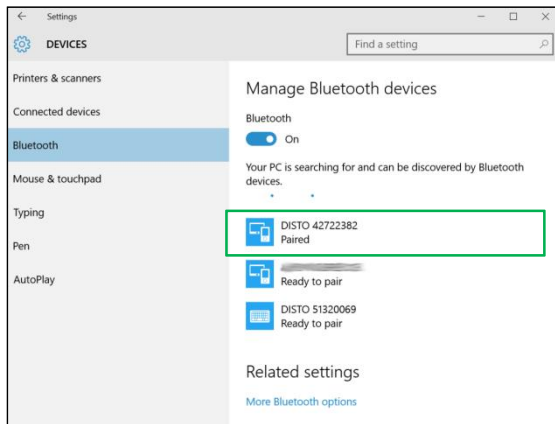 Settings
DEVICES
Find a setting
Printers & scanners
Connected devices
Bluetooth
Mouse & touchpad
Typing
Pen
AutoPlay
Manage Bluetooth devices
Bluetooth
On
Your PC is searching for and can be discovered by Bluetooth
devices.
DISTO 42722382
Paired
Ready to pair
DISTO 51320069
Ready to pair
Related settings
More Bluetooth options